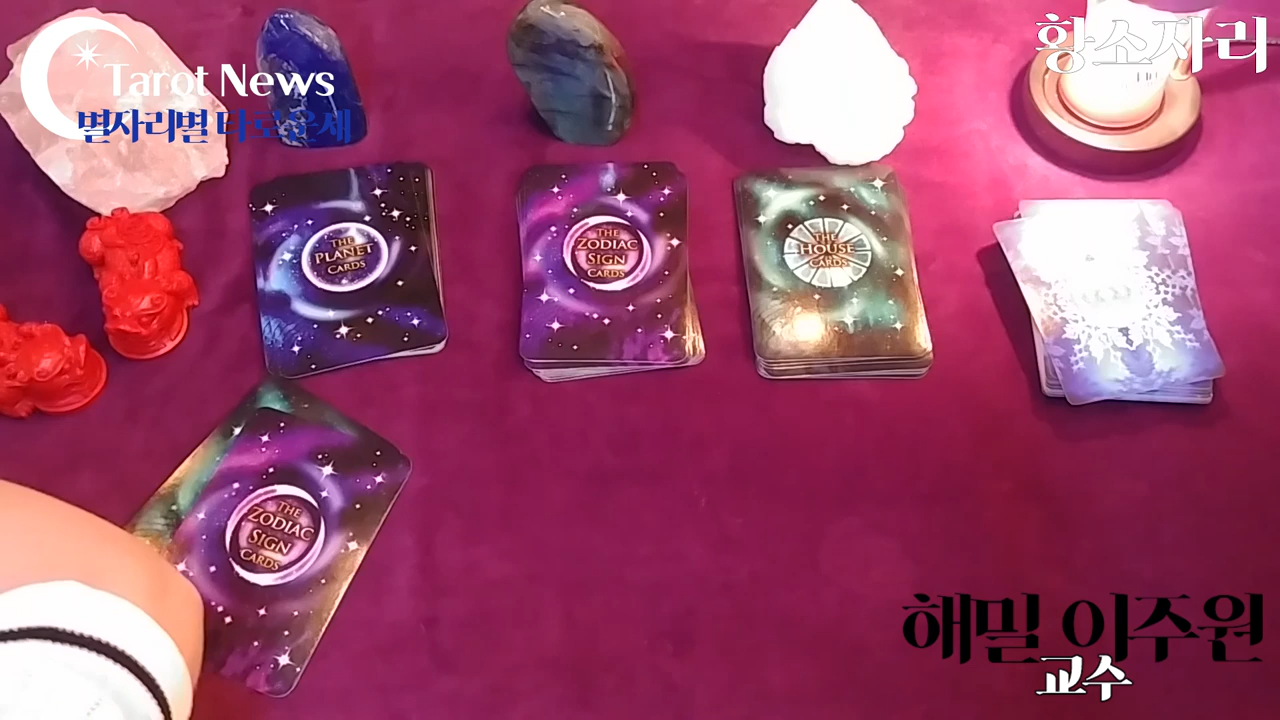 Tarot News
별자리별 타로운세
황소자리
THE
PLANET
CARDS
THE
ZODIAC
SIGN
CARDS
THE
HOUSE
CARDS
THE
ZODIAC
SIGN
CARDS
해밀 이주원
교수